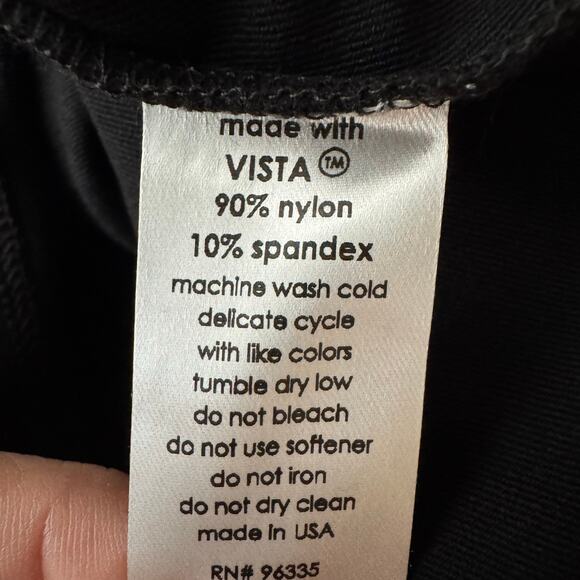 made with
VISTA ™
90% nylon
10% spandex
machine wash cold
delicate cycle
with like colors
tumble dry low
do not bleach
do not use softener
do not iron
do not dry clean
made in USA
RN# 96335